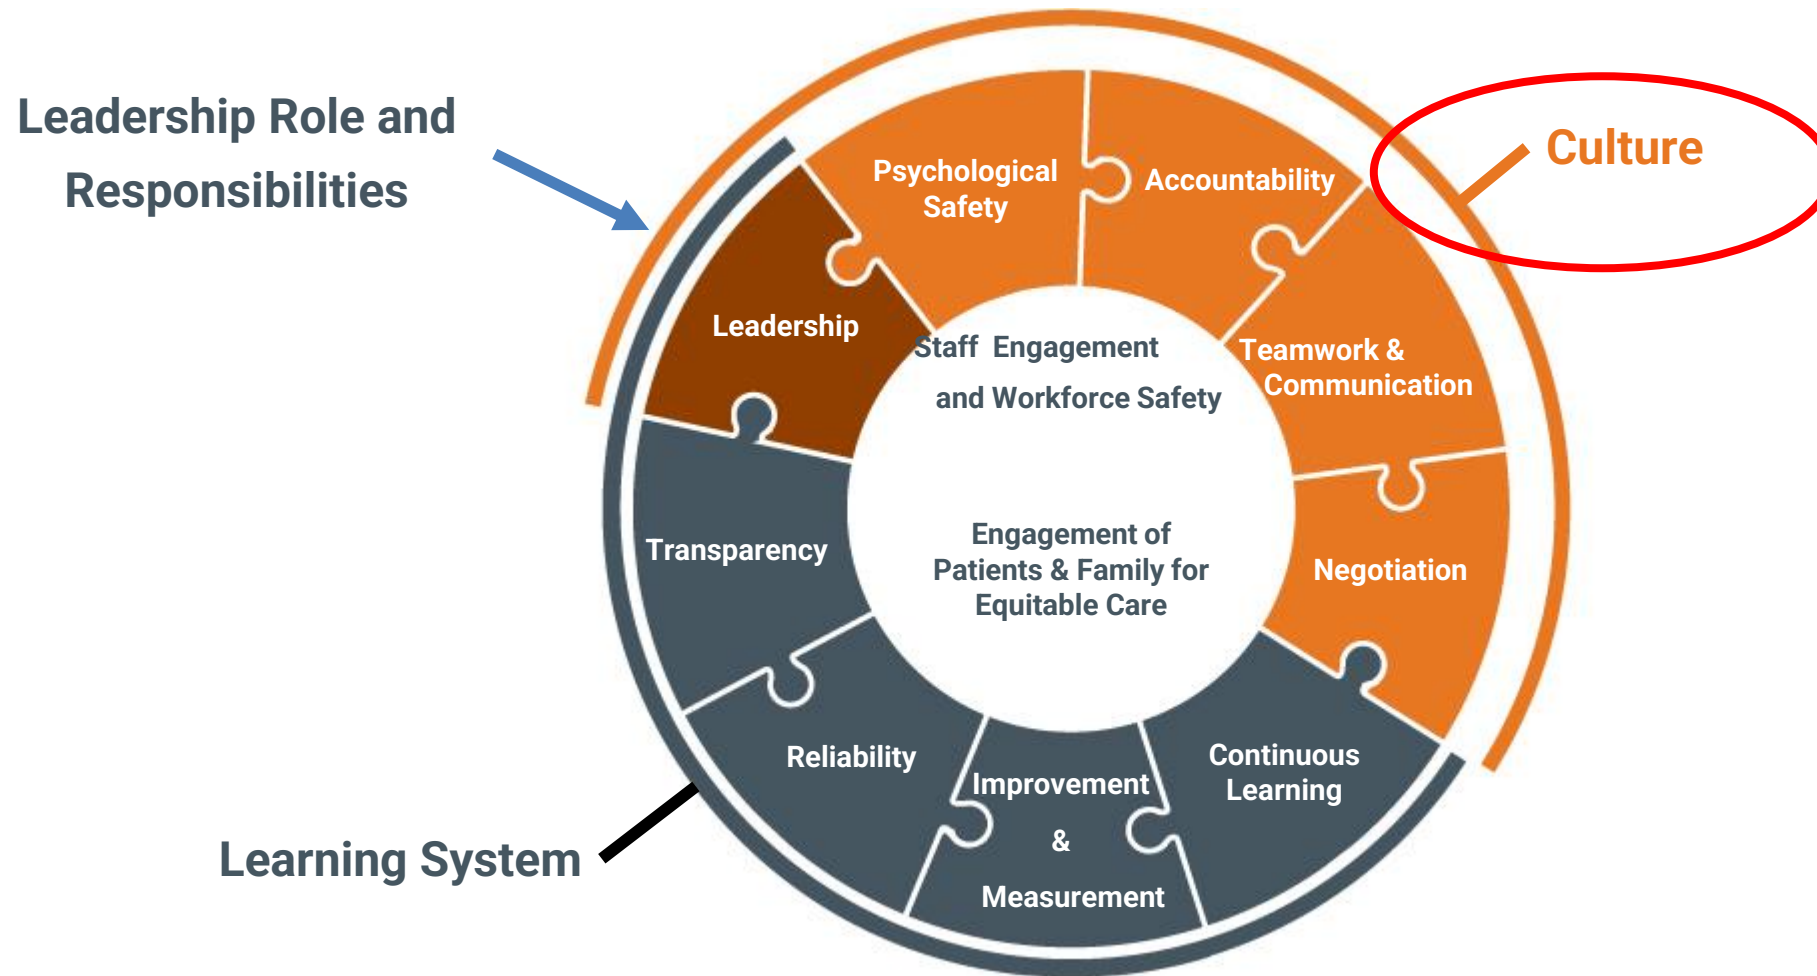 Leadership Role and
Responsibilities
Culture
Psychological
Safety
Accountability
Leadership
Staff Engagement
and Workforce Safety
Teamwork &
Communication
Engagement of
Patients & Family for
Equitable Care
Transparency
Negotiation
Reliability
Improvement
&
Measurement
Continuous
Learning
Learning System